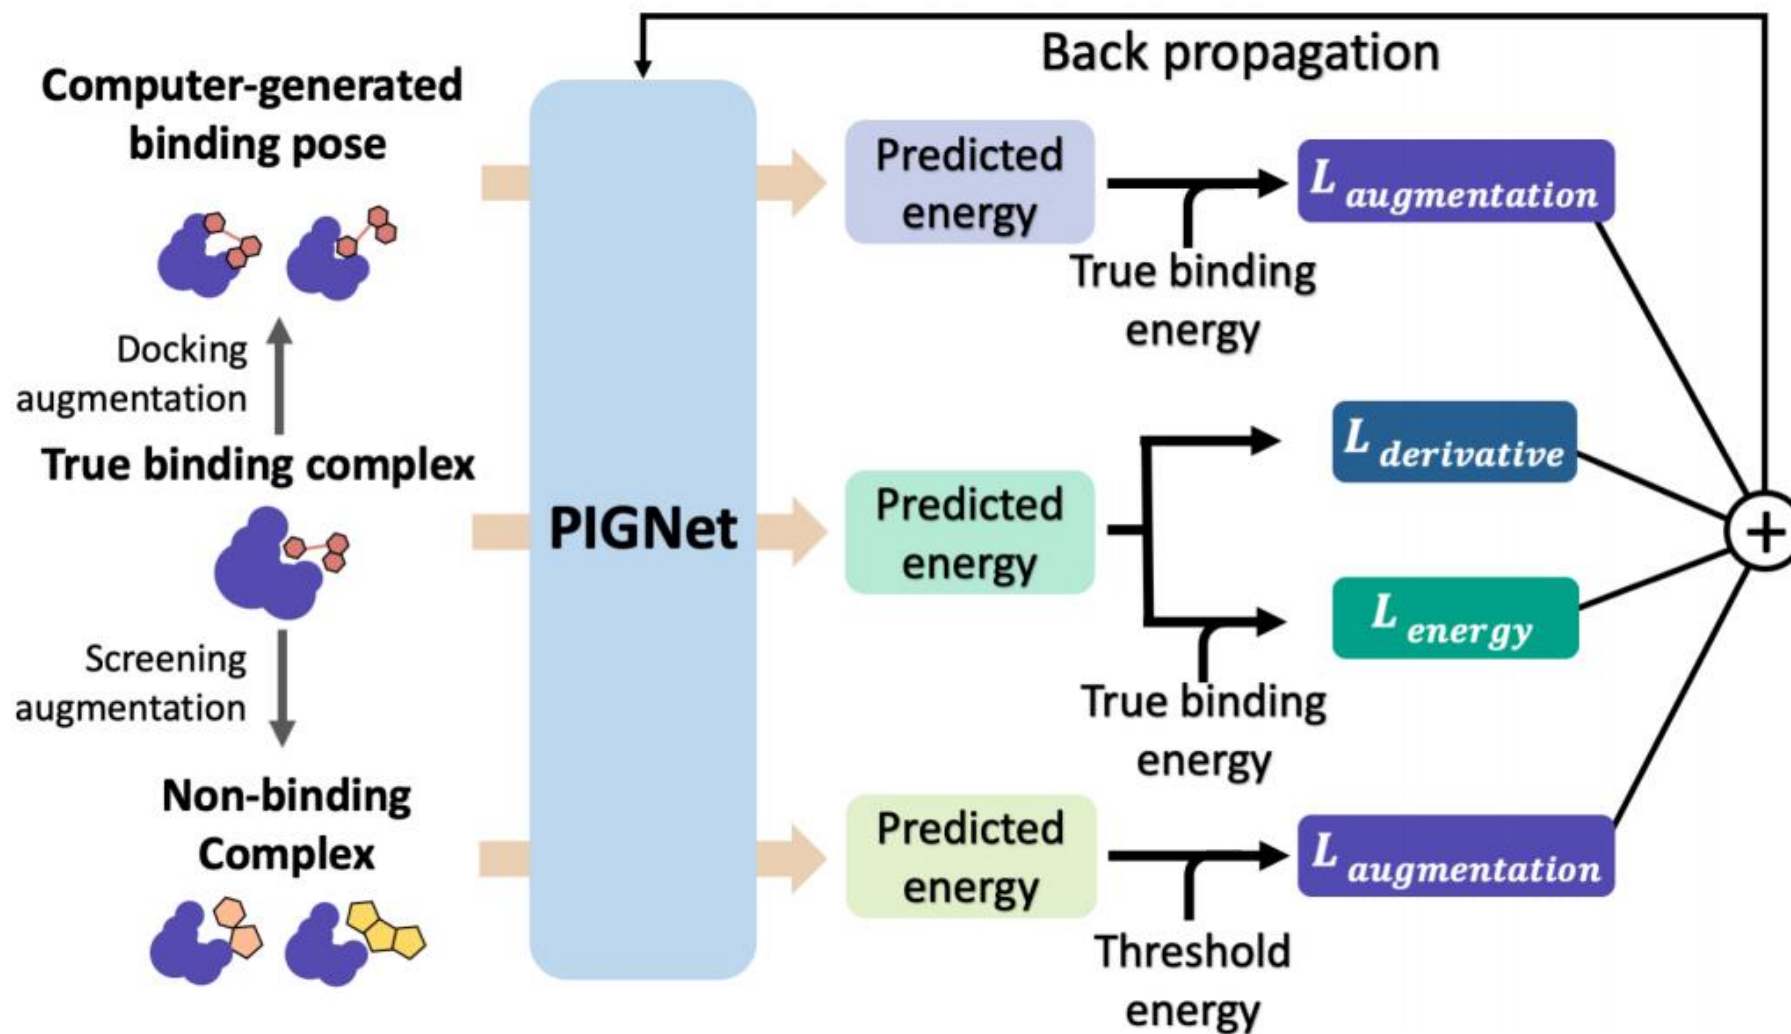 Back propagation
Computer-generated
binding pose
Docking
augmentation
True binding complex
Screening
augmentation
Non-binding
Complex
PIGNet
Predicted
energy
True binding
energy
L augmentation
Predicted
energy
L derivative
True binding
energy
L energy
+
Predicted
energy
Threshold
energy
L augmentation